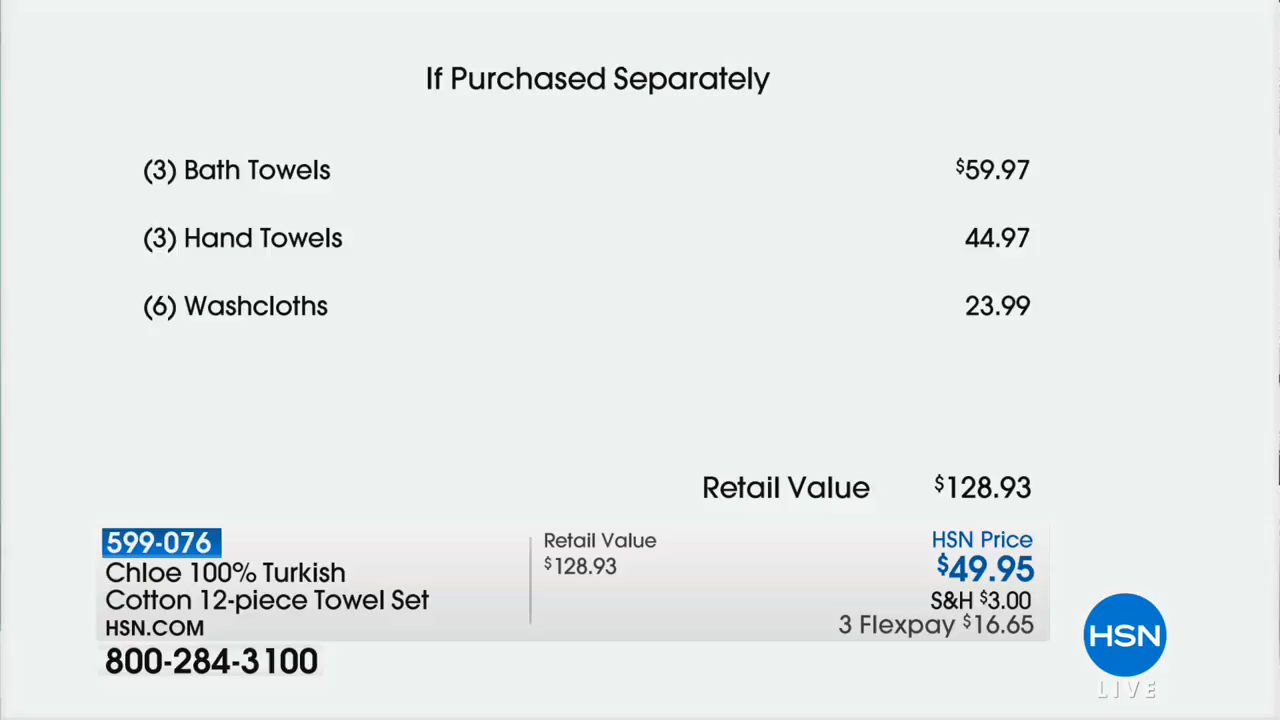 If Purchased Separately
(3) Bath Towels $59.97
(3) Hand Towels 44.97
(6) Washcloths 23.99
Retail Value $128.93
599-076
Chloe 100% Turkish
Cotton 12-piece Towel Set
HSN.COM
800-284-3100
Retail Value
$128.93
HSN Price
$49.95
S&H $3.00
3 Flexpay $16.65
HSN
LIVE